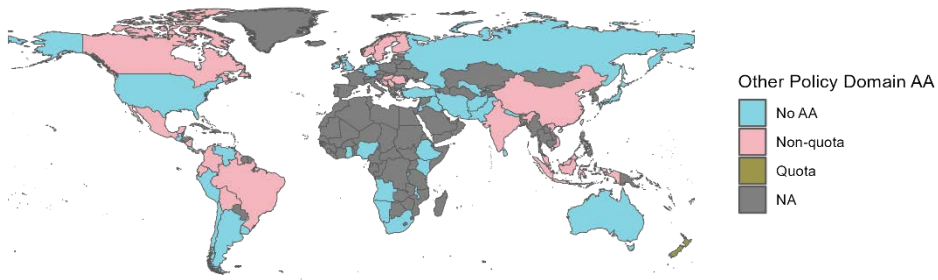 Other Policy Domain AA
No AA
Non-quota
Quota
NA